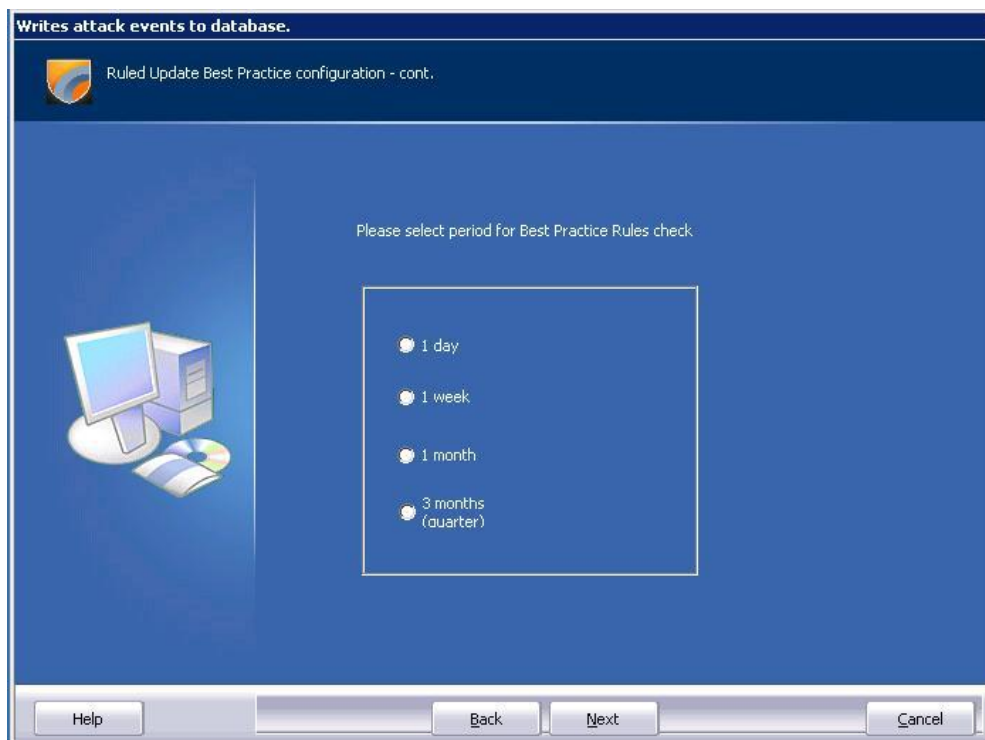 Writes attack events to database.
Ruled Update Best Practice configuration - cont.
Please select period for Best Practice Rules check
1 day
1 week
1 month
3 months
(quarter)
Help
Back
Next
Cancel